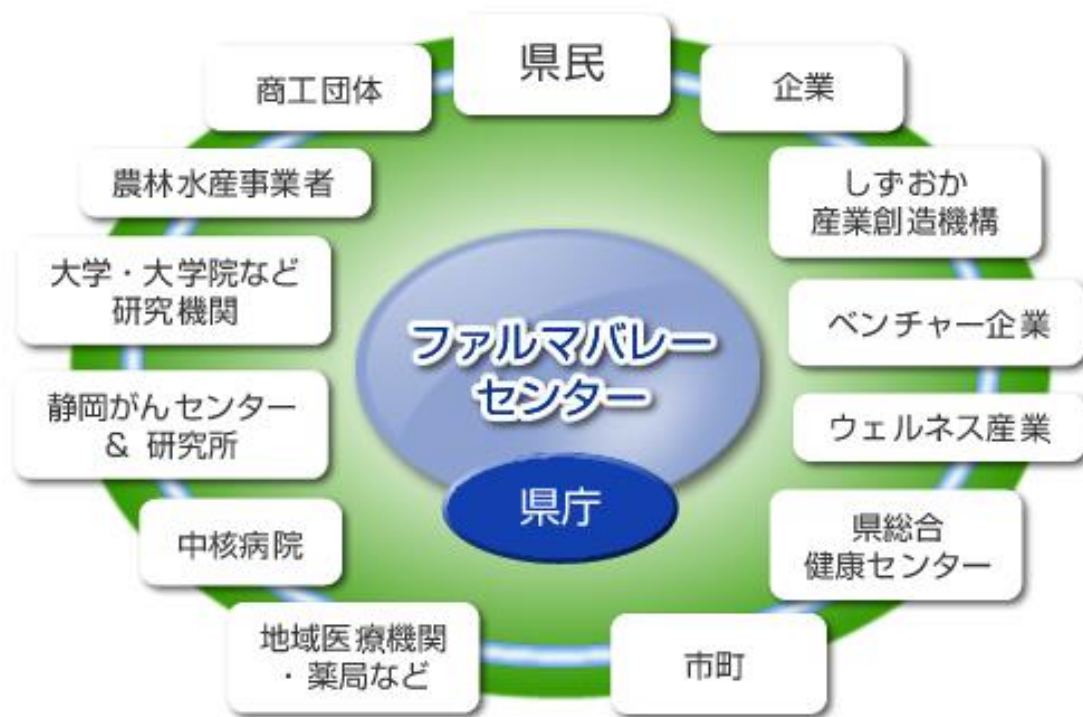 県民
商工団体
企業
農林水産事業者
しずおか
産業創造機構
大学・大学院など
研究機関
ベンチャー企業
ファルマバレー
センター
静岡がんセンター
& 研究所
ウェルネス産業
県庁
中核病院
県総合
健康センター
地域医療機関
・薬局など
市町